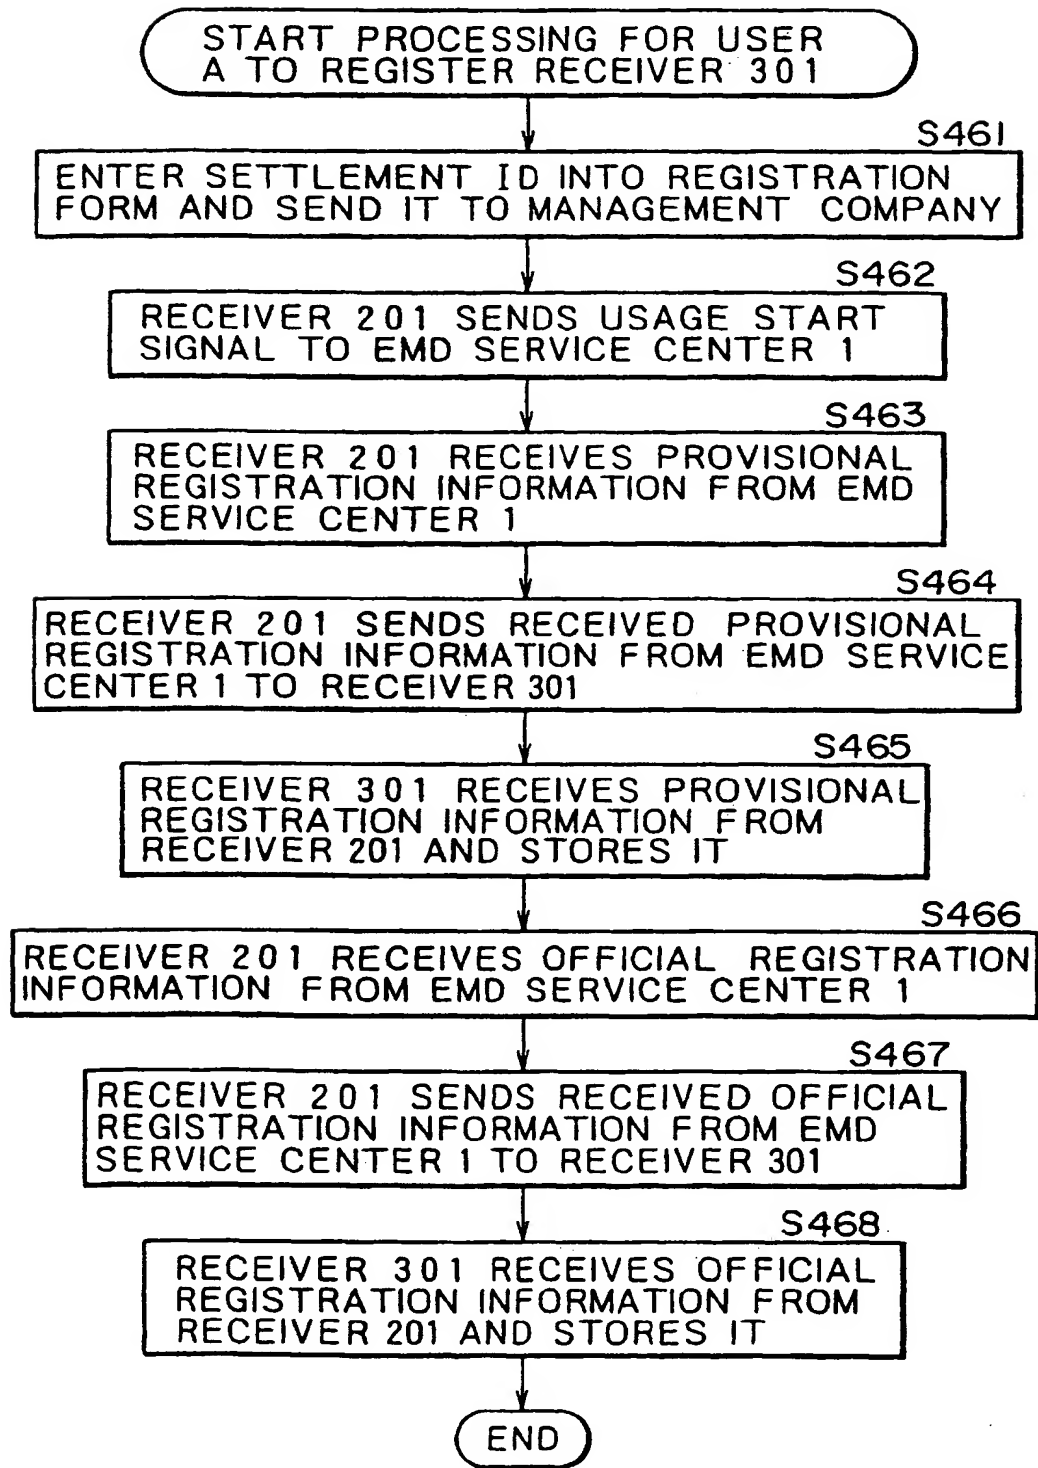 START PROCESSING FOR USER
A TO REGISTER RECEIVER 301
S461
ENTER SETTLEMENT ID INTO REGISTRATION
FORM AND SEND IT TO MANAGEMENT COMPANY
S462
RECEIVER 201 SENDS USAGE START
SIGNAL TO EMD SERVICE CENTER 1
S463
RECEIVER 201 RECEIVES PROVISIONAL
REGISTRATION INFORMATION FROM EMD
SERVICE CENTER 1
S464
RECEIVER 201 SENDS RECEIVED PROVISIONAL
REGISTRATION INFORMATION FROM EMD SERVICE
CENTER 1 TO RECEIVER 301
S465
RECEIVER 301 RECEIVES PROVISIONAL
REGISTRATION INFORMATION FROM
RECEIVER 201 AND STORES IT
S466
RECEIVER 201 RECEIVES OFFICIAL REGISTRATION
INFORMATION FROM EMD SERVICE CENTER 1
S467
RECEIVER 201 SENDS RECEIVED OFFICIAL
REGISTRATION INFORMATION FROM EMD
SERVICE CENTER 1 TO RECEIVER 301
S468
RECEIVER 301 RECEIVES OFFICIAL
REGISTRATION INFORMATION FROM
RECEIVER 201 AND STORES IT
END